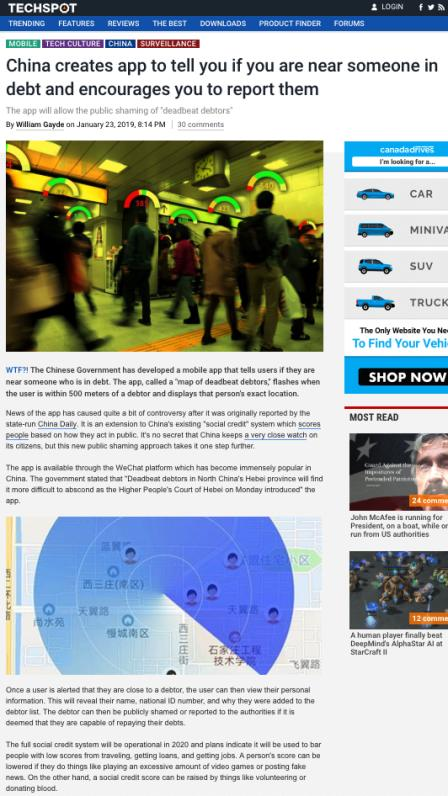 TECHSPOT
LOGIN
TRENDING FEATURES REVIEWS THE BEST DOWNLOADS PRODUCT FINDER FORUMS
MOBILE TECH CULTURE CHINA SURVEILLANCE
China creates app to tell you if you are near someone in
debt and encourages you to report them
The app will allow the public shaming of "deadbeat debtors"
By William Gayde on January 23, 2019, 8:14 PM 30 comments
WTF?! The Chinese Government has developed a mobile app that tells users if they are
near someone who is in debt. The app, called a "map of deadbeat debtors," flashes when
the user is within 500 meters of a debtor and displays that person's exact location.
News of the app has caused quite a bit of controversy after it was originally reported by the
state-run China Daily. It is an extension to China's existing "social credit" system which scores
people based on how they act in public. It's no secret that China keeps a very close watch on
its citizens, but this new public shaming approach takes it one step further.
The app is available through the WeChat platform which has become immensely popular in
China. The government stated that "Deadbeat debtors in North China's Hebei province will find
it more difficult to abscond as the Higher People's Court of Hebei on Monday introduced" the
app.
西三庄(南区)
天翼路
天翼路
尚水苑
慢城南区
西三庄街
石家庄工程
技术学院
飞翼路
Once a user is alerted that they are close to a debtor, the user can then view their personal
information. This will reveal their name, national ID number, and why they were added to the
debtor list. The debtor can then be publicly shamed or reported to the authorities if it is
deemed that they are capable of repaying their debts.
The full social credit system will be operational in 2020 and plans indicate it will be used to bar
people with low scores from traveling, getting loans, and getting jobs. A person's score can be
lowered if they do things like playing an excessive amount of video games or posting fake
news. On the other hand, a social credit score can be raised by things like volunteering or
donating blood.
canadadrives
I'm looking for a...
CAR
MINIVA
SUV
TRUCK
The Only Website You Nee
To Find Your Vehi
SHOP NOW
MOST READ
Guard Against the
Impostures of
Pretended Patriotism
24 comme
John McAfee is running for
President, on a boat, while on
run from US authorities
12 comme
A human player finally beat
DeepMind's AlphaStar AI at
StarCraft II